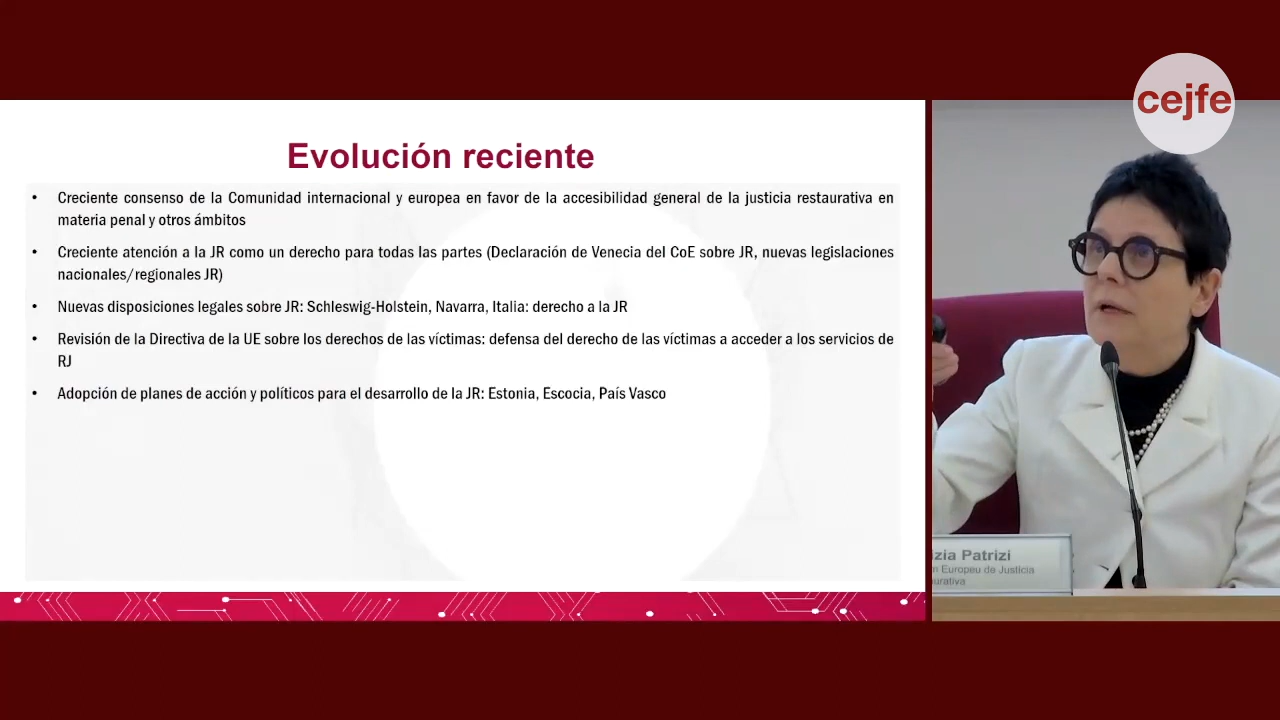 cejfe
Evolución reciente
• Creciente consenso de la Comunidad internacional y europea en favor de la accesibilidad general de la justicia restaurativa en
materia penal y otros ámbitos
• Creciente atención a la JR como un derecho para todas las partes (Declaración de Venecia del CoE sobre JR, nuevas legislaciones
nacionales/regionales JR)
• Nuevas disposiciones legales sobre JR: Schleswig-Holstein, Navarra, Italia: derecho a la JR
• Revisión de la Directiva de la UE sobre los derechos de las víctimas: defensa del derecho de las víctimas a acceder a los servicios de
RJ
• Adopción de planes de acción y políticos para el desarrollo de la JR: Estonia, Escocia, País Vasco
izia Patrizi
m Europeu de Justicia
urativa